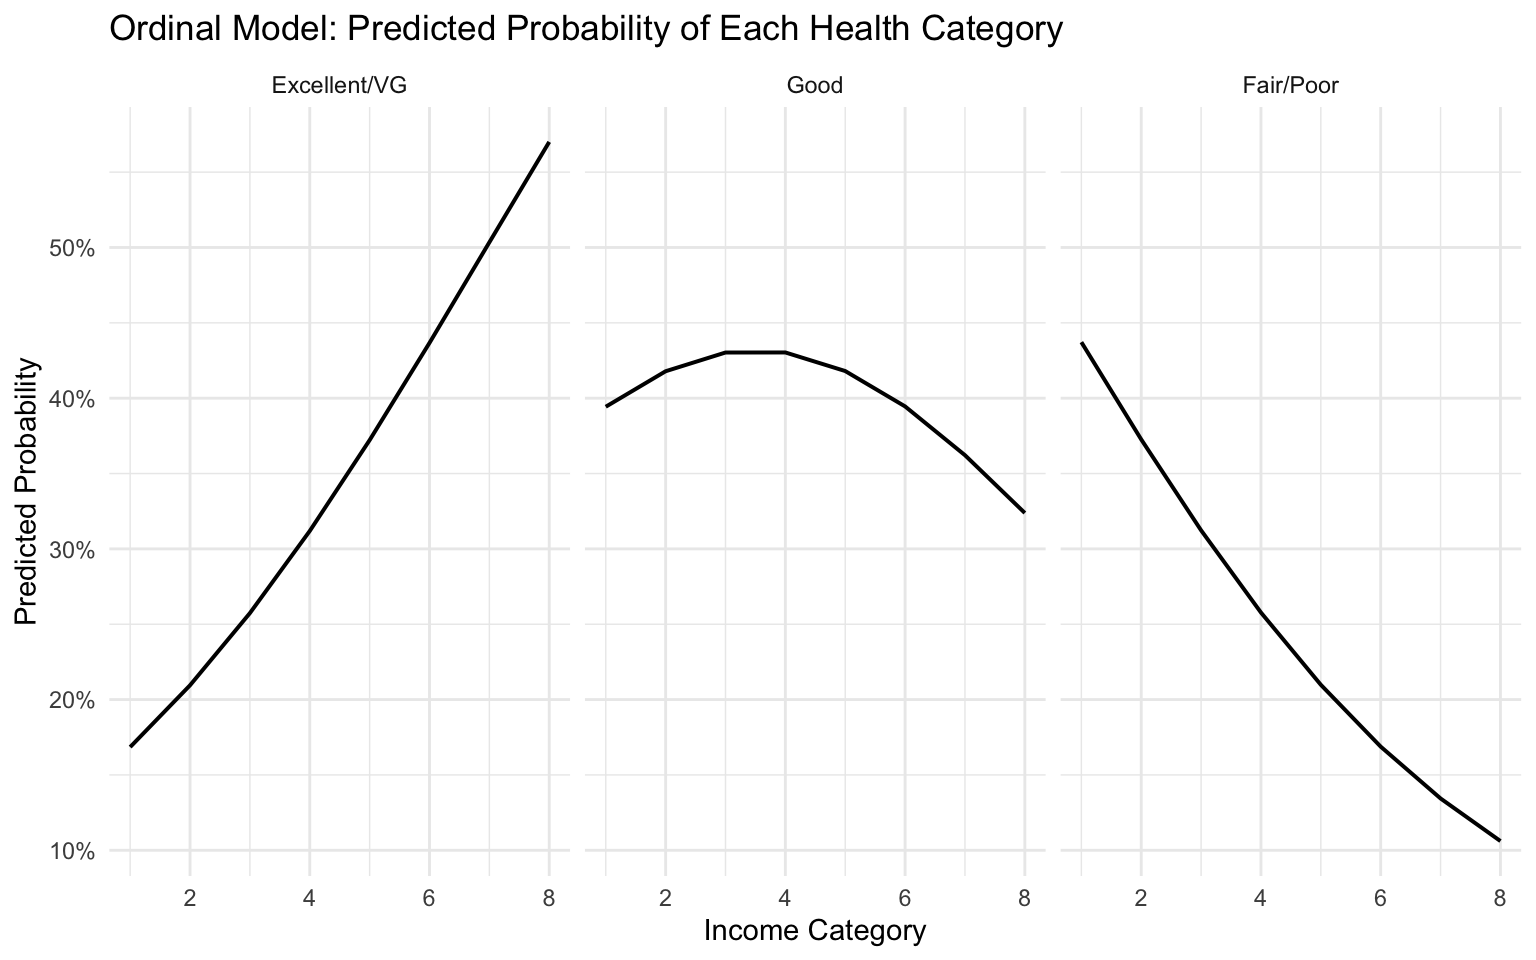 Ordinal Model: Predicted Probability of Each Health Category
Excellent/VG
Good
Fair/Poor
Predicted Probability
50%
40%
30%
20%
10%
2 4 6 8
2 4 6 8
2 4 6 8
Income Category